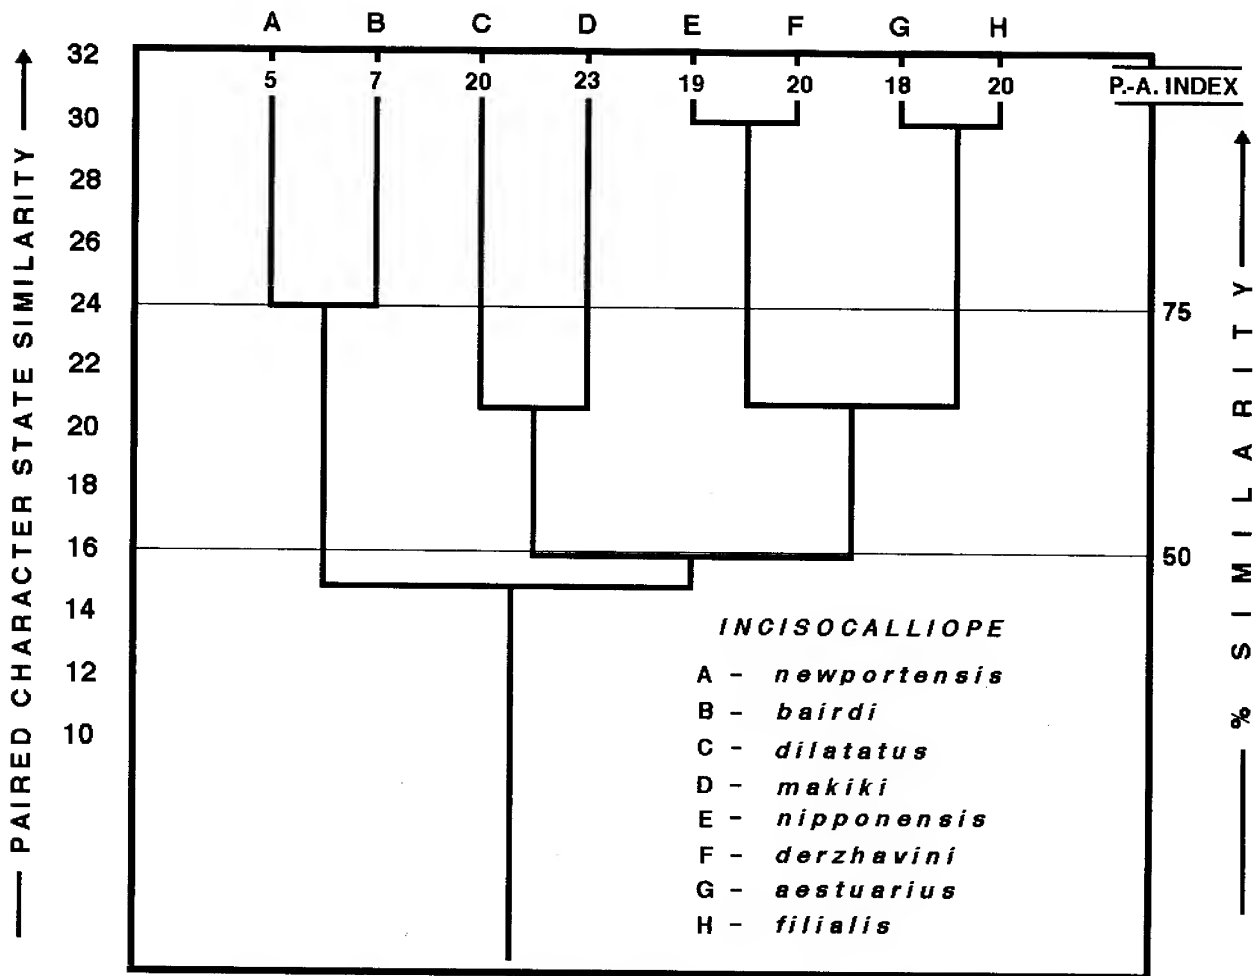 A B C D E F G H
32
5 7 20 23 19 20 18 20 P.-A. INDEX
30
28
26
24
75
22
20
18
16
50
14
12
10
PAIRED CHARACTER STATE SIMILARITY
% SIMILARITY
INCISOCALLIOPE
A – newportensis
B – bairdi
C – dilatatus
D – makiki
E – nipponensis
F – derzhavini
G – aestuarius
H – filialis